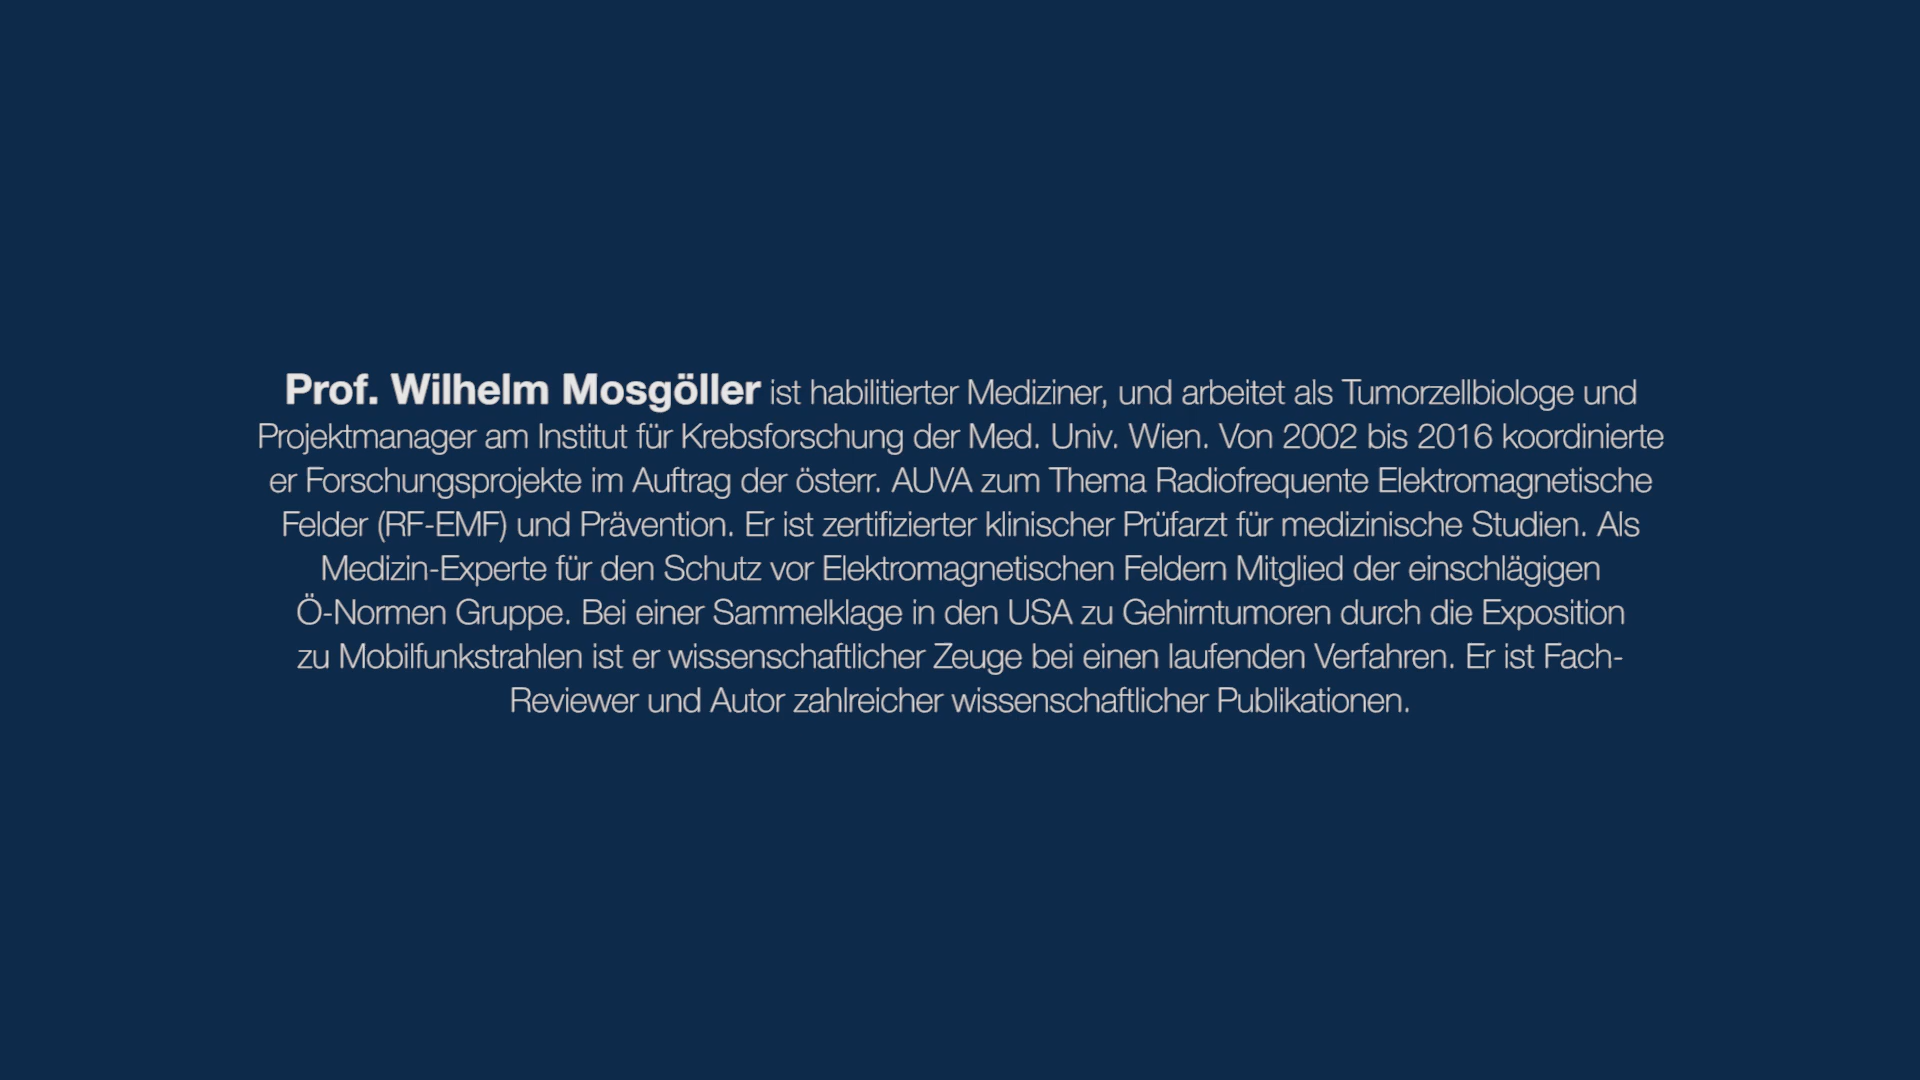 Prof. Wilhelm Mosgöller ist habilitierter Mediziner, und arbeitet als Tumorzellbiologe und
Projektmanager am Institut für Krebsforschung der Med. Univ. Wien. Von 2002 bis 2016 koordinierte
er Forschungsprojekte im Auftrag der österr. AUVA zum Thema Radiofrequente Elektromagnetische
Felder (RF-EMF) und Prävention. Er ist zertifizierter klinischer Prüfarzt für medizinische Studien. Als
Medizin-Experte für den Schutz vor Elektromagnetischen Feldern Mitglied der einschlägigen
Ö-Normen Gruppe. Bei einer Sammelklage in den USA zu Gehirntumoren durch die Exposition
zu Mobilfunkstrahlen ist er wissenschaftlicher Zeuge bei einen laufenden Verfahren. Er ist Fach-
Reviewer und Autor zahlreicher wissenschaftlicher Publikationen.